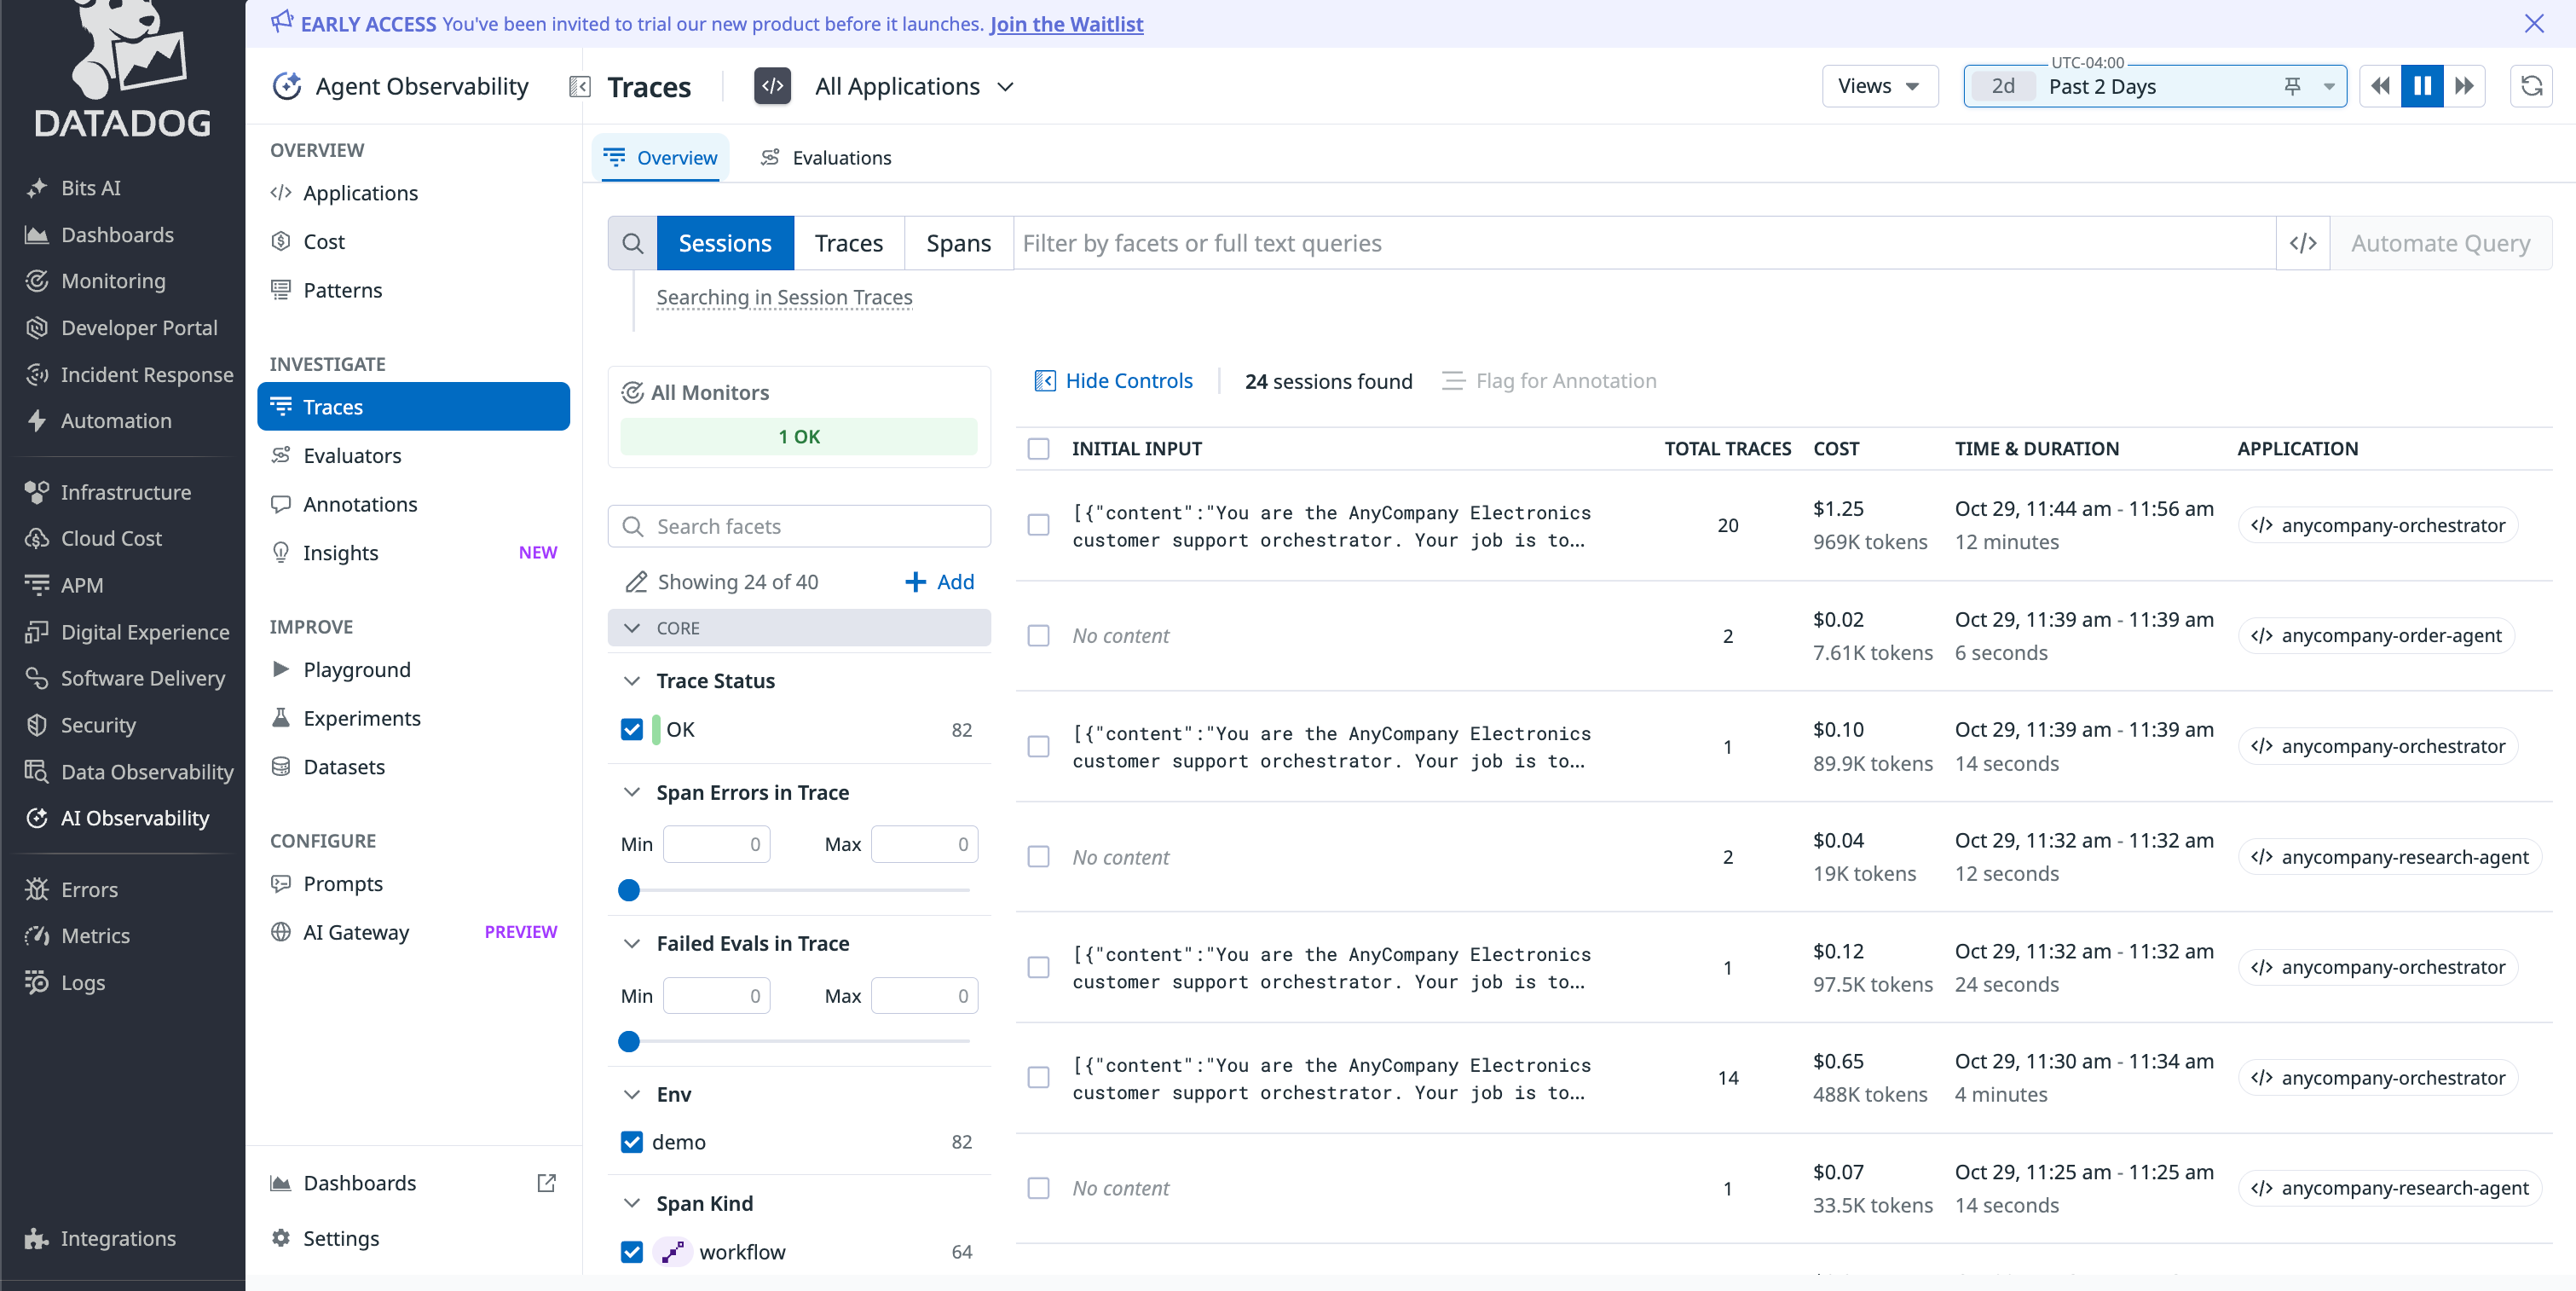 EARLY ACCESS You've been invited to trial our new product before it launches. Join the Waitlist
DATADOG
Bits AI
Dashboards
Monitoring
Developer Portal
Incident Response
Automation
Infrastructure
Cloud Cost
APM
Digital Experience
Software Delivery
Security
Data Observability
AI Observability
Errors
Metrics
Logs
Integrations
Agent Observability
OVERVIEW
Applications
Cost
Patterns
INVESTIGATE
Traces
Evaluators
Annotations
Insights NEW
IMPROVE
Playground
Experiments
Datasets
CONFIGURE
Prompts
AI Gateway PREVIEW
Dashboards
Settings
Traces All Applications
Views
UTC-04:00
2d Past 2 Days
Overview Evaluations
Sessions Traces Spans Filter by facets or full text queries Automate Query
Searching in Session Traces
All Monitors
1 OK
Search facets
Showing 24 of 40 Add
CORE
Trace Status
OK 82
Span Errors in Trace
Min 0 Max 0
Failed Evals in Trace
Min 0 Max 0
Env
demo 82
Span Kind
workflow 64
Hide Controls 24 sessions found Flag for Annotation
INITIAL INPUT TOTAL TRACES COST TIME & DURATION APPLICATION
[{"content":"You are the AnyCompany Electronics 20 $1.25 Oct 29, 11:44 am - 11:56 am anycompany-orchestrator
customer support orchestrator. Your job is to... 969K tokens 12 minutes
No content 2 $0.02 Oct 29, 11:39 am - 11:39 am anycompany-order-agent
7.61K tokens 6 seconds
[{"content":"You are the AnyCompany Electronics 1 $0.10 Oct 29, 11:39 am - 11:39 am anycompany-orchestrator
customer support orchestrator. Your job is to... 89.9K tokens 14 seconds
No content 2 $0.04 Oct 29, 11:32 am - 11:32 am anycompany-research-agent
19K tokens 12 seconds
[{"content":"You are the AnyCompany Electronics 1 $0.12 Oct 29, 11:32 am - 11:32 am anycompany-orchestrator
customer support orchestrator. Your job is to... 97.5K tokens 24 seconds
[{"content":"You are the AnyCompany Electronics 14 $0.65 Oct 29, 11:30 am - 11:34 am anycompany-orchestrator
customer support orchestrator. Your job is to... 488K tokens 4 minutes
No content 1 $0.07 Oct 29, 11:25 am - 11:25 am anycompany-research-agent
33.5K tokens 14 seconds